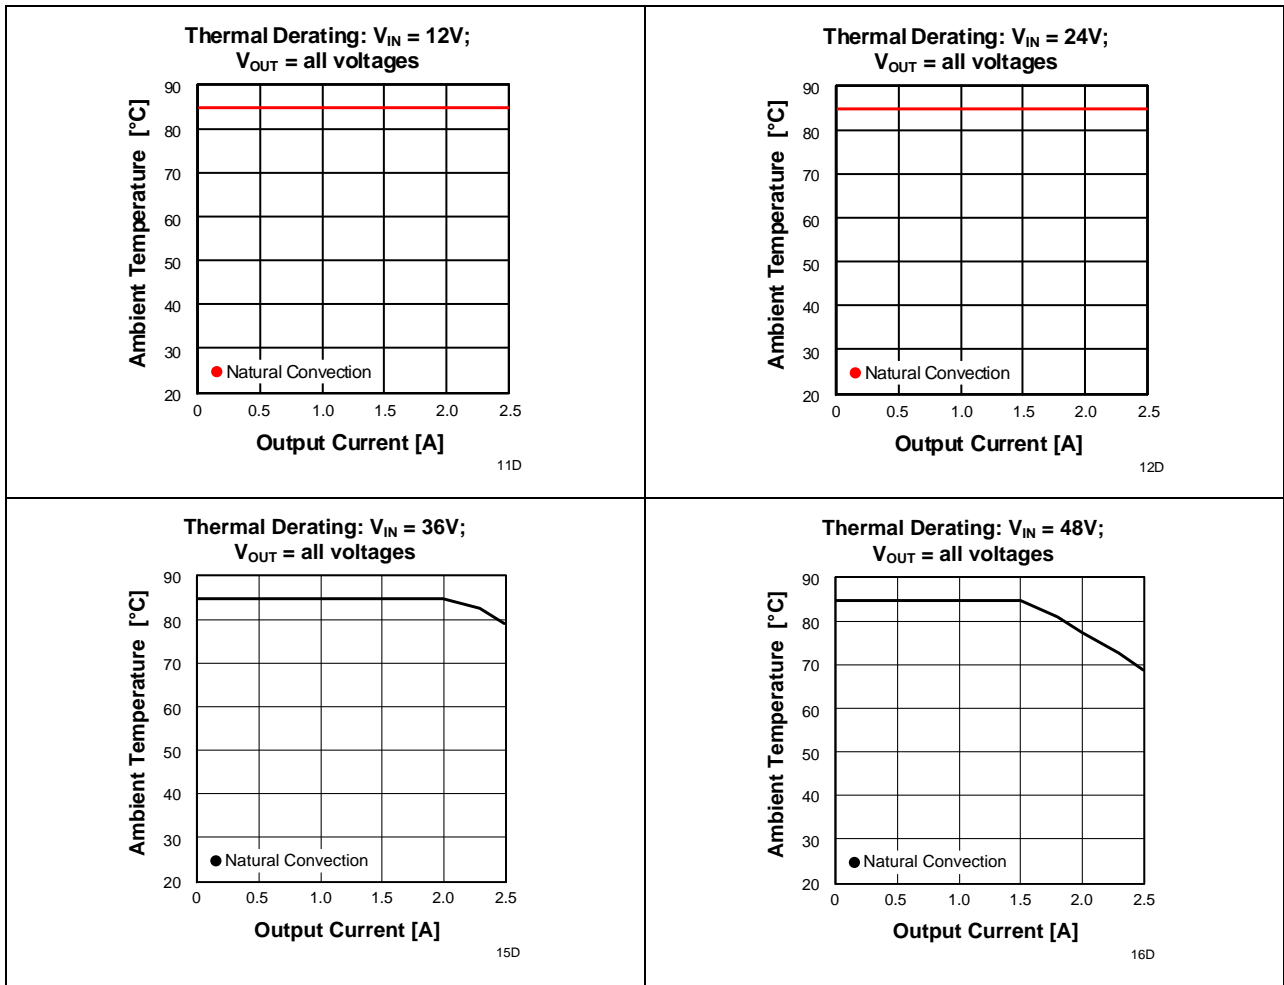 Thermal Derating: VIN = 12V;
VOUT = all voltages
Ambient Temperature [°C]
90
80
70
60
50
40
30
20
Natural Convection
0 0.5 1.0 1.5 2.0 2.5
Output Current [A]
11D
Thermal Derating: VIN = 24V;
VOUT = all voltages
Ambient Temperature [°C]
90
80
70
60
50
40
30
20
Natural Convection
0 0.5 1.0 1.5 2.0 2.5
Output Current [A]
12D
Thermal Derating: VIN = 36V;
VOUT = all voltages
Ambient Temperature [°C]
90
80
70
60
50
40
30
20
Natural Convection
0 0.5 1.0 1.5 2.0 2.5
Output Current [A]
15D
Thermal Derating: VIN = 48V;
VOUT = all voltages
Ambient Temperature [°C]
90
80
70
60
50
40
30
20
Natural Convection
0 0.5 1.0 1.5 2.0 2.5
Output Current [A]
16D